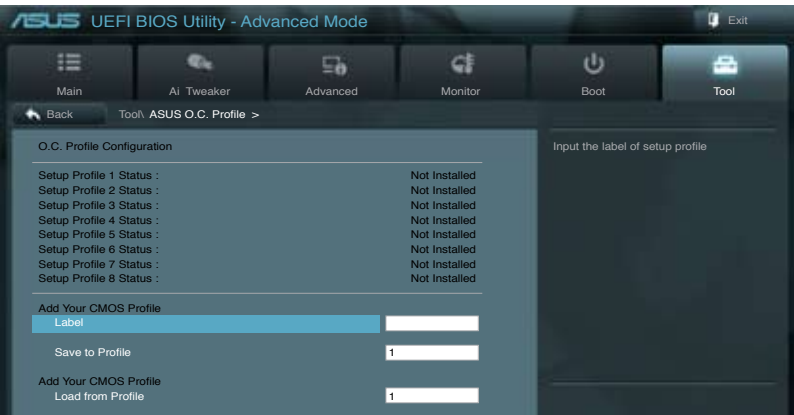 ASUS UEFI BIOS Utility - Advanced Mode
Exit
Main
Ai Tweaker
Advanced
Monitor
Boot
Tool
Back
Tool\ ASUS O.C. Profile >
O.C. Profile Configuration
Input the label of setup profile
Setup Profile 1 Status : Not Installed
Setup Profile 2 Status : Not Installed
Setup Profile 3 Status : Not Installed
Setup Profile 4 Status : Not Installed
Setup Profile 5 Status : Not Installed
Setup Profile 6 Status : Not Installed
Setup Profile 7 Status : Not Installed
Setup Profile 8 Status : Not Installed
Add Your CMOS Profile
Label
Save to Profile 1
Add Your CMOS Profile
Load from Profile 1